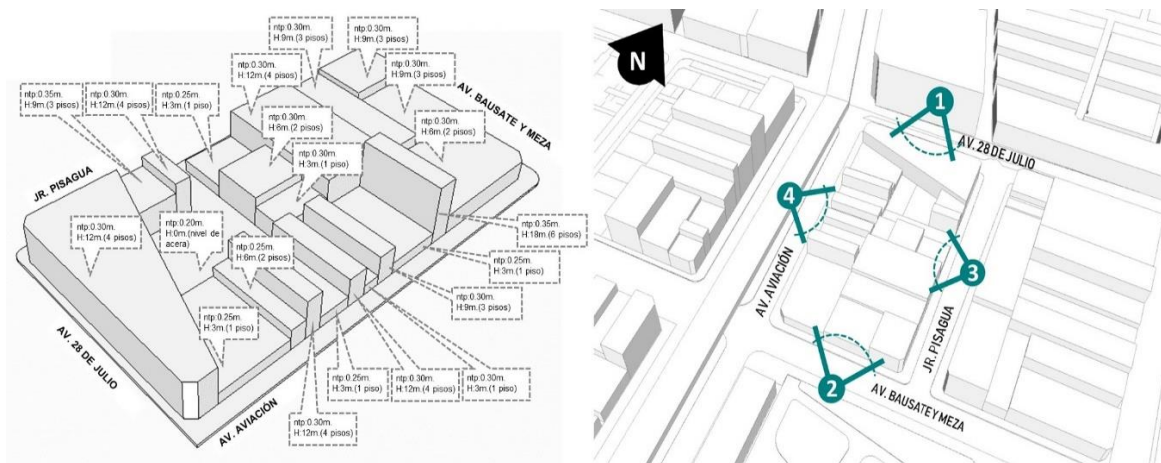 ntp:0.30m.
H:9m.(3 pisos)
ntp:0.30m.
H:9m.(3 pisos)
ntp:0.30m.
H:12m.(4 pisos)
ntp:0.30m.
H:9m.(3 pisos)
ntp:0.35m.
H:9m.(3 pisos)
ntp:0.30m.
H:12m.(4 pisos)
ntp:0.25m.
H:3m.(1 piso)
ntp:0.30m.
H:6m.(2 pisos)
ntp:0.30m.
H:6m.(2 pisos)
ntp:0.30m.
H:3m.(1 piso)
AV. BAUSATE Y MEZA
JR. PISAGUA
ntp:0.30m.
H:12m.(4 pisos)
ntp:0.20m.
H:0m.(nivel de
acera)
ntp:0.25m.
H:6m.(2 pisos)
ntp:0.35m.
H:18m.(6 pisos)
ntp:0.25m.
H:3m.(1 piso)
ntp:0.30m.
H:9m.(3 pisos)
ntp:0.25m.
H:3m.(1 piso)
ntp:0.25m.
H:3m.(1 piso)
ntp:0.30m.
H:12m.(4 pisos)
ntp:0.30m.
H:3m.(1 piso)
ntp:0.30m.
H:12m.(4 pisos)
AV. 28 DE JULIO
AV. AVIACIÓN
N
1
AV. 28 DE JULIO
4
AV. AVIACIÓN
3
JR. PISAGUA
2
AV. BAUSATE Y MEZA